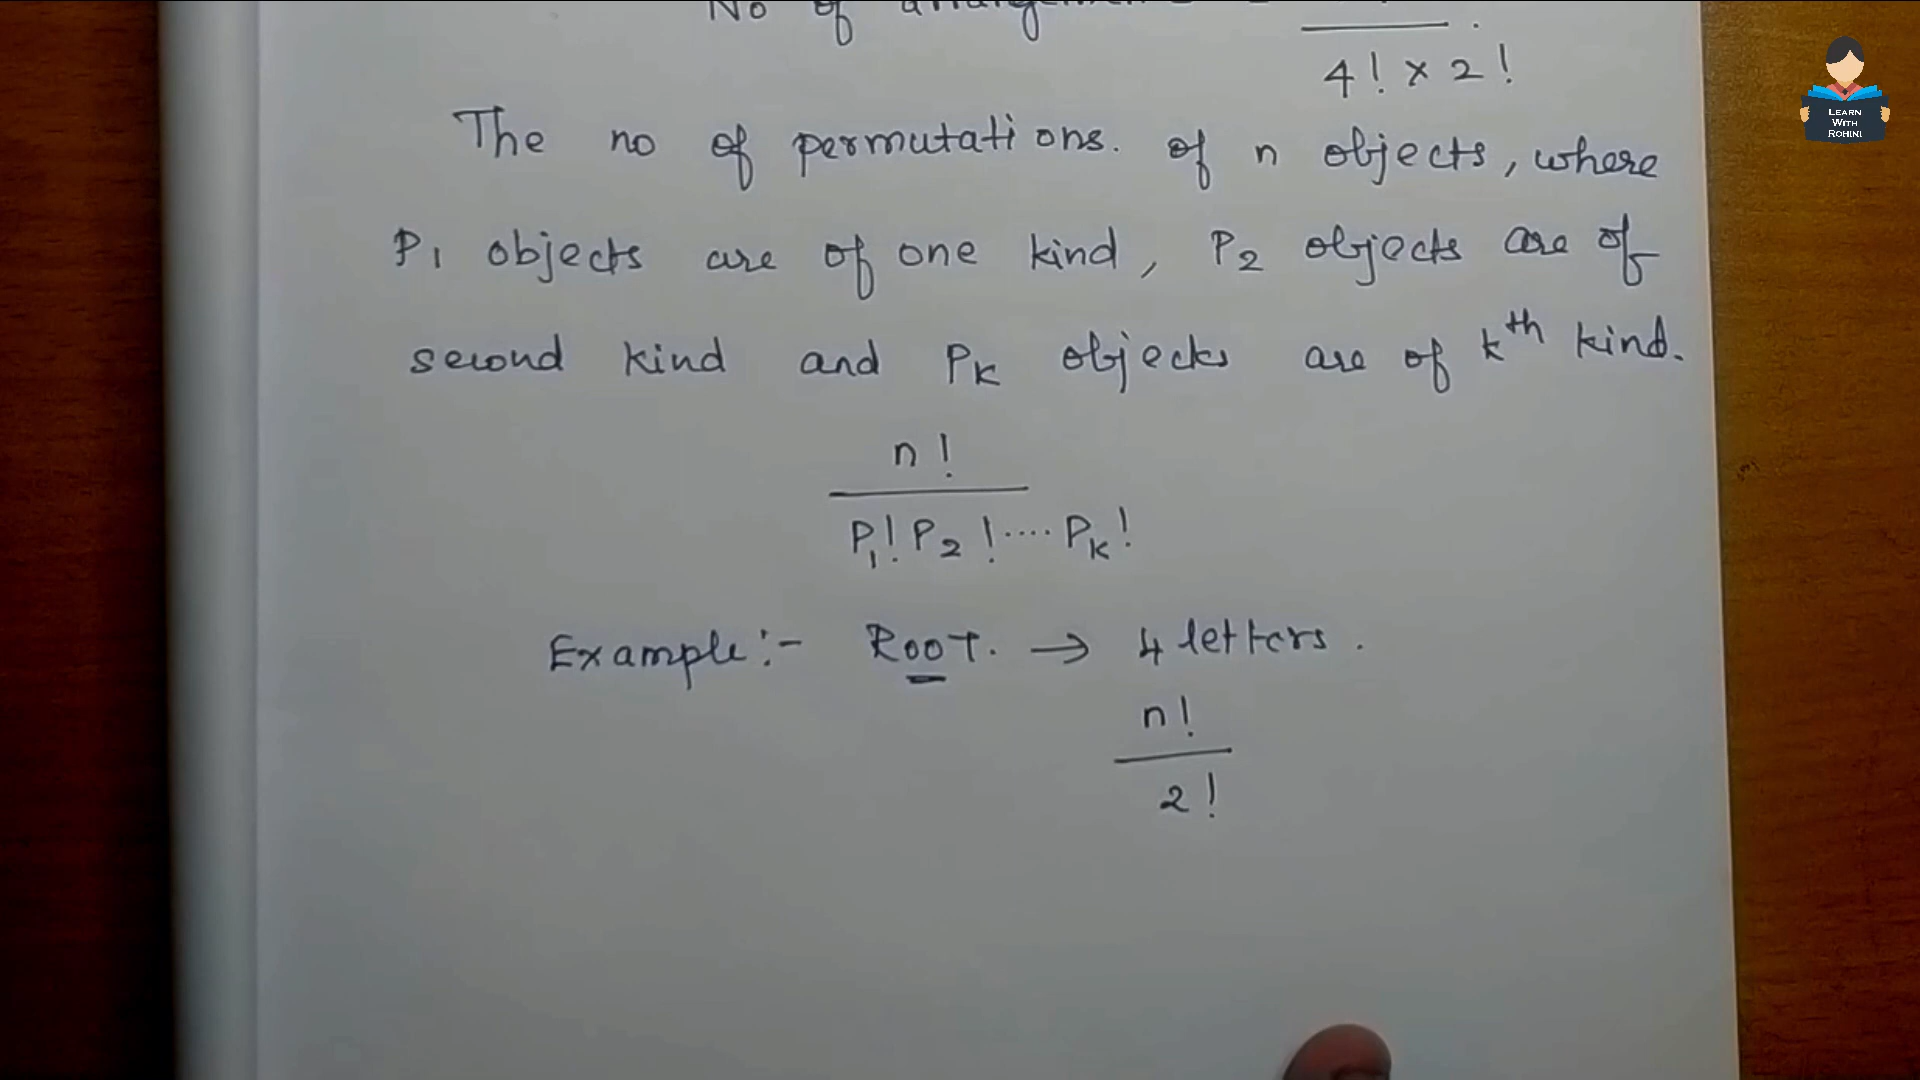 No of
4! x 2!
The no of permutations. of n objects, where
P1 objects are of one kind, P2 objects are of
second kind and PK objects are of kth kind.
n!
P1! P2! .... Pk!
Example:- ROOT. → 4 letters.
n!
2!
LEARN
WITH
ROHINI